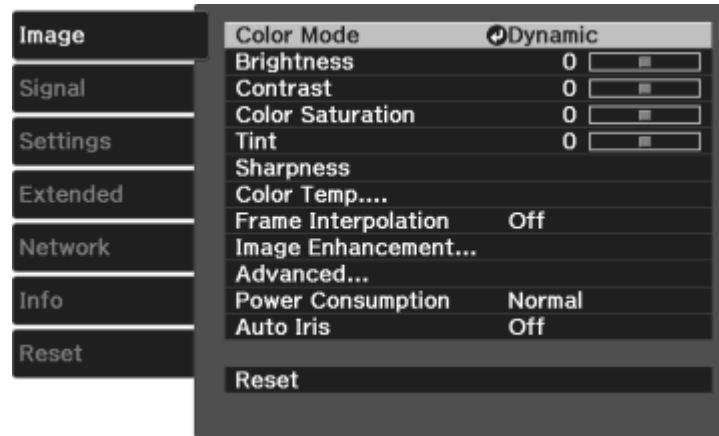 Image
Signal
Settings
Extended
Network
Info
Reset
Color Mode Dynamic
Brightness 0
Contrast 0
Color Saturation 0
Tint 0
Sharpness
Color Temp....
Frame Interpolation Off
Image Enhancement...
Advanced...
Power Consumption Normal
Auto Iris Off
Reset